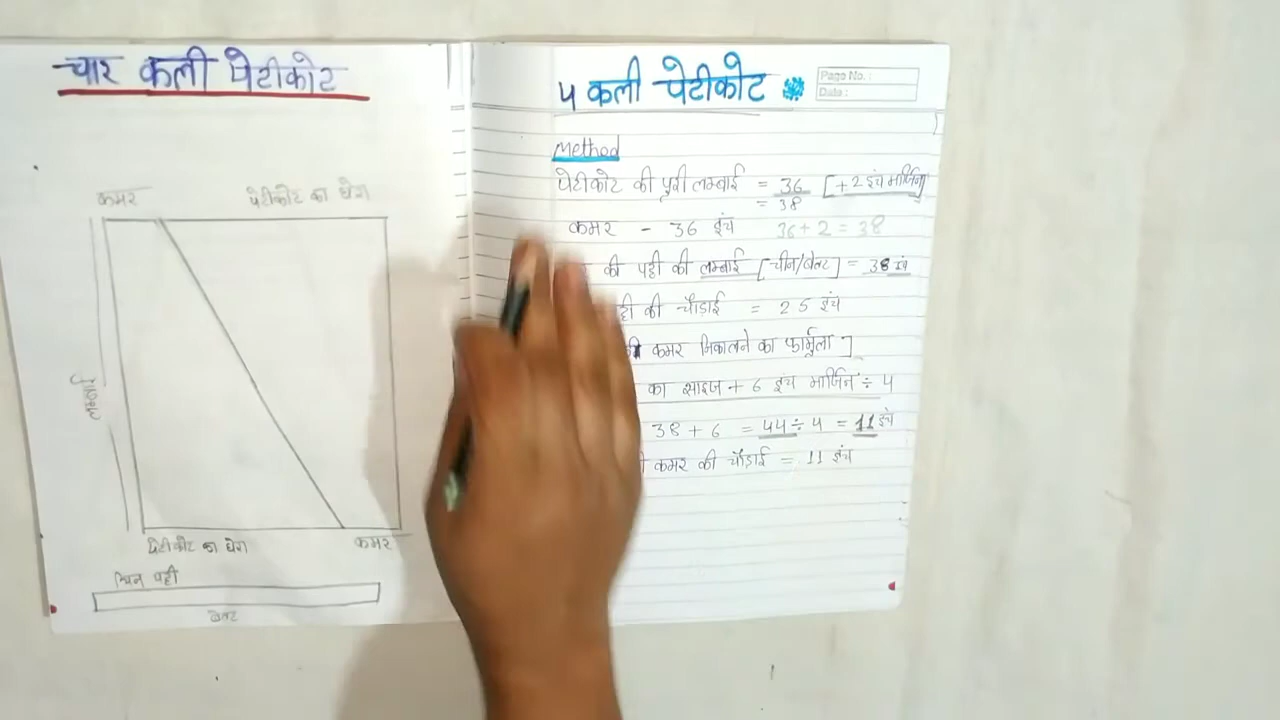 चार कली पेटीकोट
कमर
पेटीकोट का घेरा
लम्बाई
पेटीकोट का घेरा
कमर
चिन पट्टी
बेल्ट
4 कली पेटीकोट
Page No. :
Date :
Method
पेटीकोट की पूरी लम्बाई = 36 [+2 इंच मार्जिन]
= 38
कमर - 36 इंच 36+2 = 38
की पट्टी की लम्बाई [चीन/बेल्ट] = 38 इंच
की चौड़ाई = 2.5 इंच
कमर निकालने का फार्मूला ]
का साइज + 6 इंच मार्जिन ÷ 4
38 + 6 = 44 ÷ 4 = 11 इंच
कमर की चौड़ाई = 11 इंच